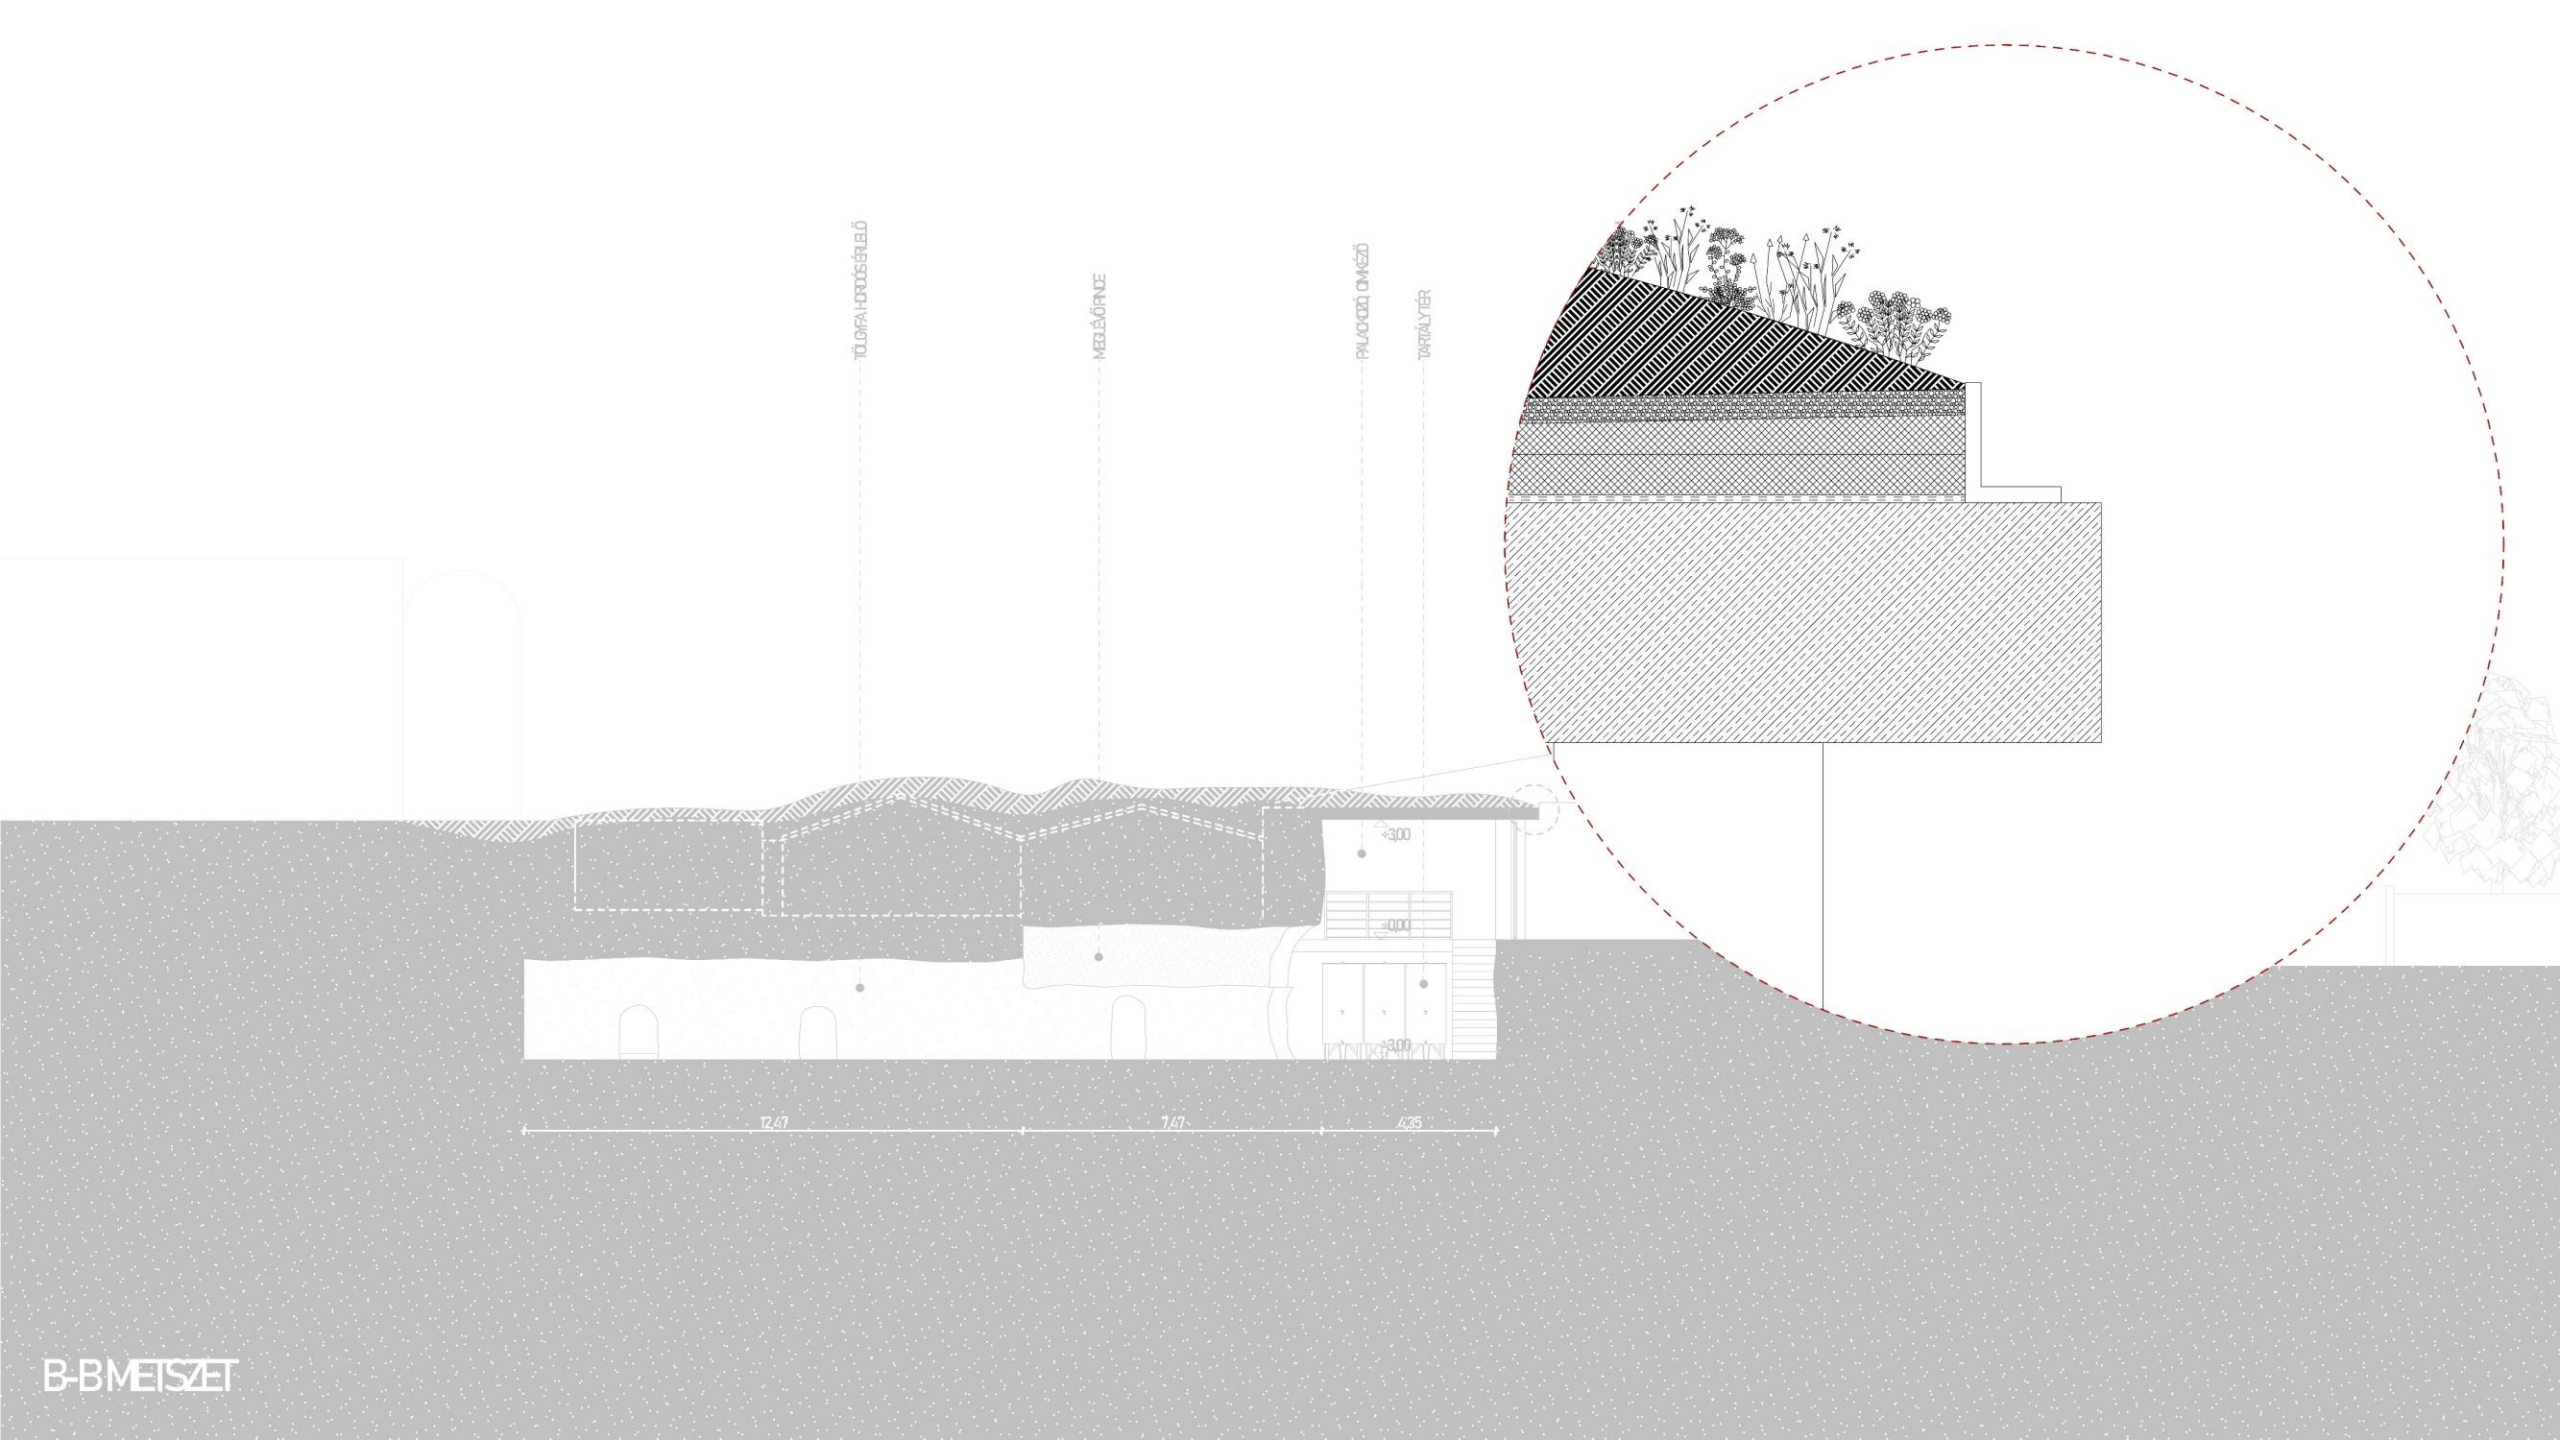 TÖLGYFA HORDÓS ÉRLELŐ
MEGLÉVŐ PINCE
PALACKOZÓ, CIMKÉZŐ
TARTÁLYTÉR
+3,00
±0,00
-3,00
12,47
7,47
4,35
B-B METSZET